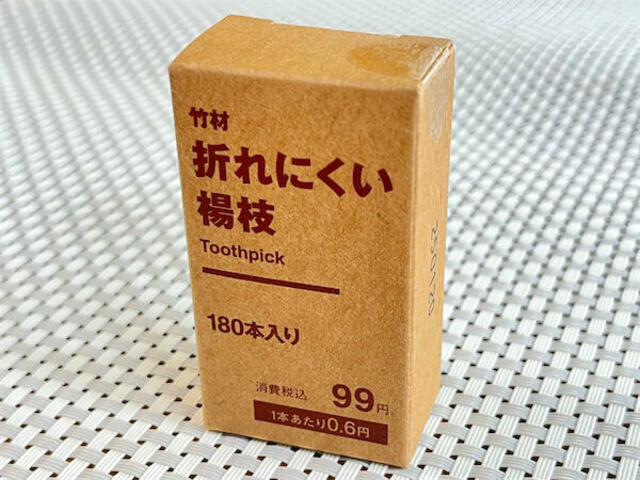 竹材
折れにくい
楊枝
Toothpick
180本入り
消費税込 99円
1本あたり0.6円